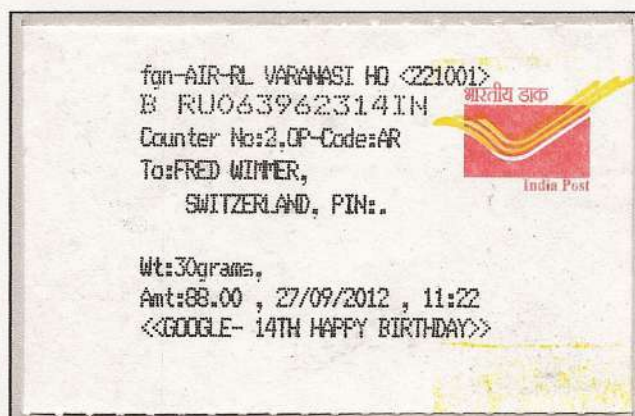 fgn-AIR-RL VARANASI HO <221001>
B RU063962314IN
Counter No:2,OP-Code:AR
To:FRED WIMMER,
SWITZERLAND, PIN:.
भारतीय डाक
India Post
Wt:30grams,
Amt:88.00 , 27/09/2012 , 11:22
<<GOOGLE- 14TH HAPPY BIRTHDAY>>